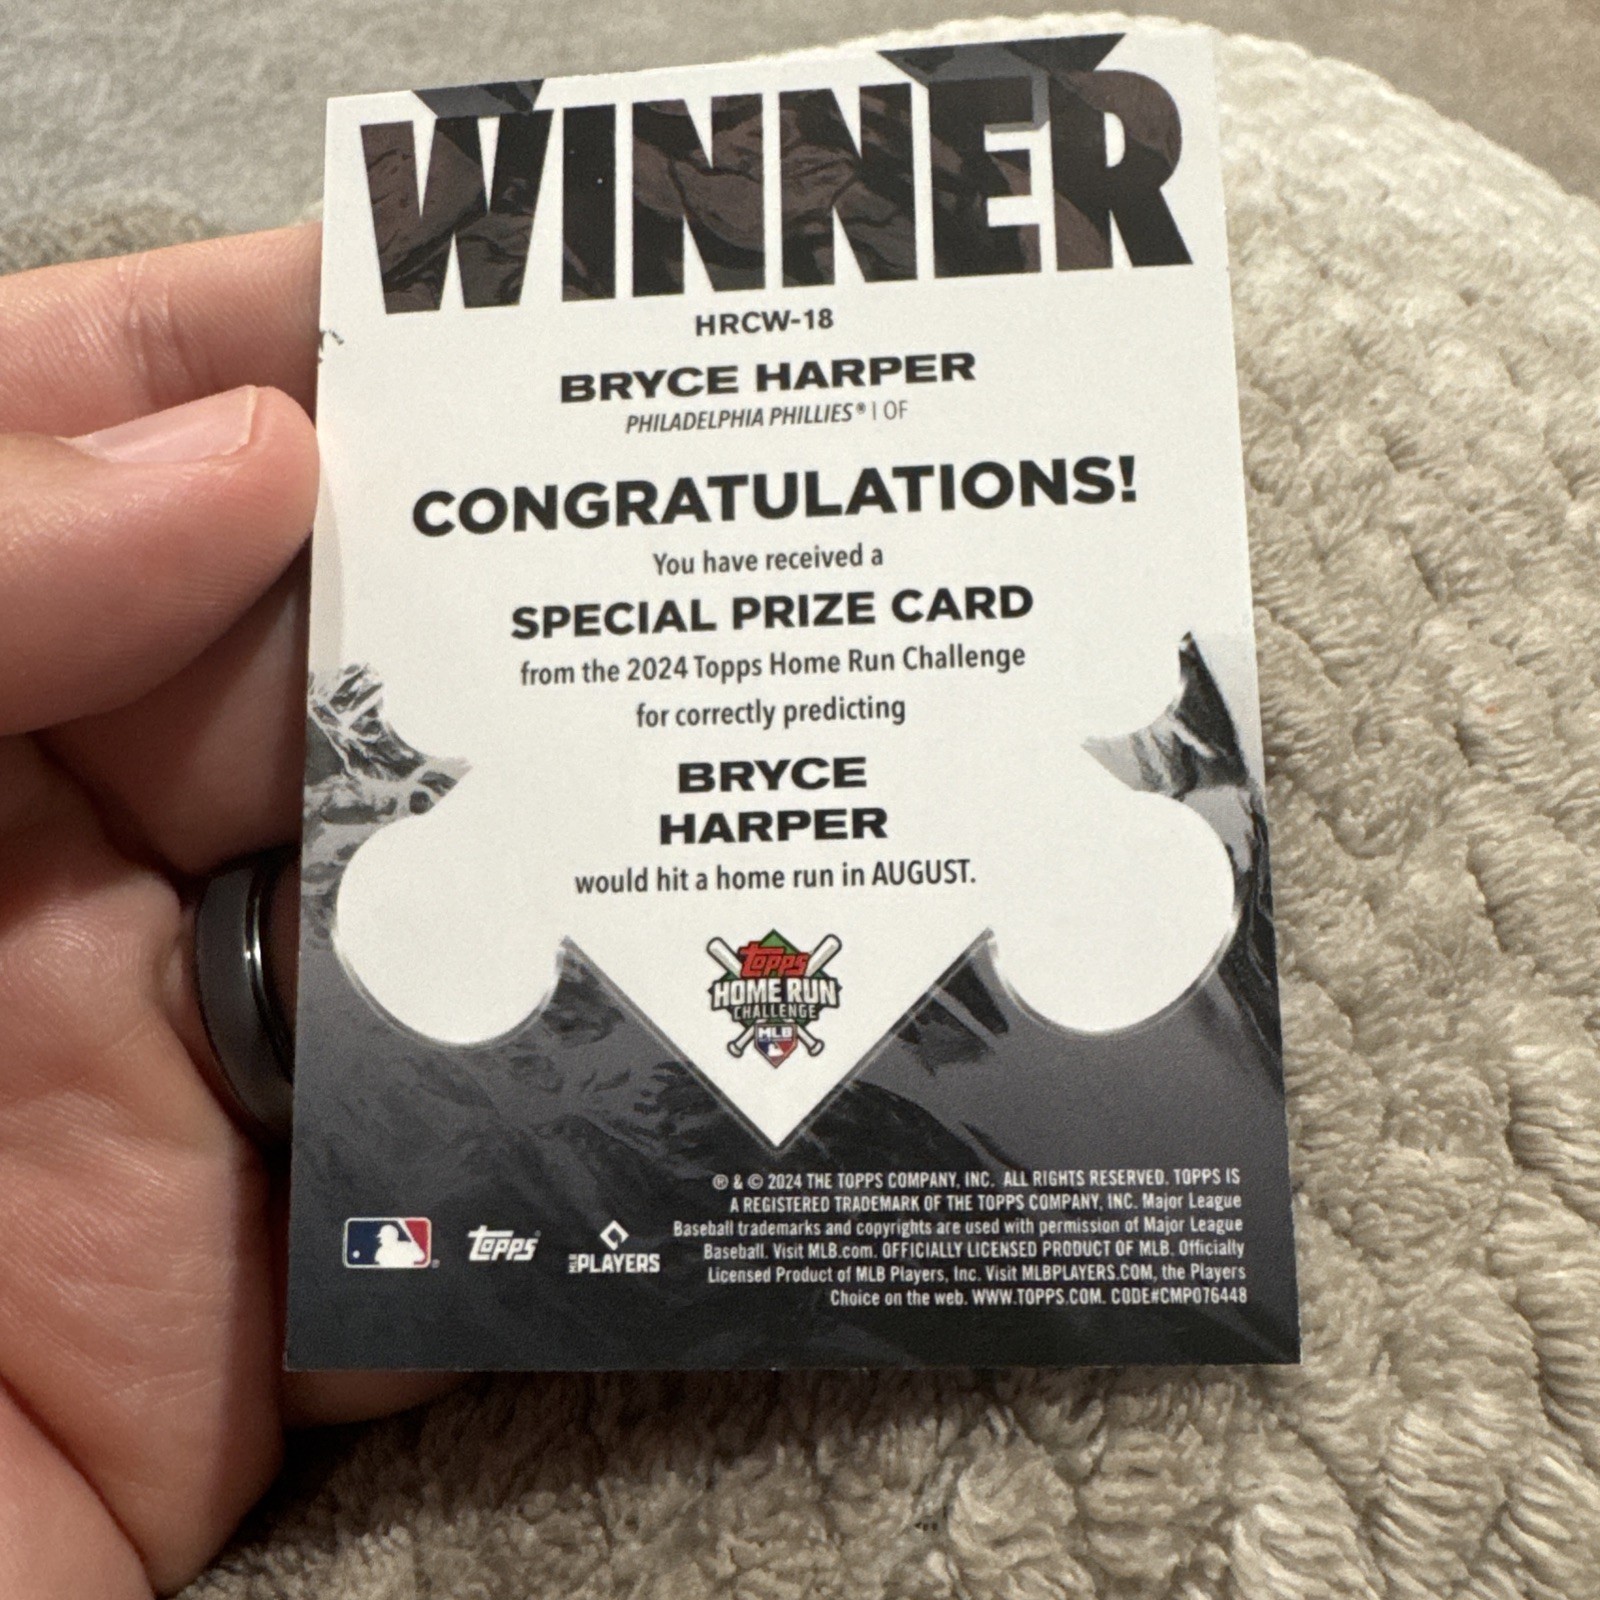 WINNER
HRCW-18
BRYCE HARPER
PHILADELPHIA PHILLIES® | OF
CONGRATULATIONS!
You have received a
SPECIAL PRIZE CARD
from the 2024 Topps Home Run Challenge
for correctly predicting
BRYCE
HARPER
would hit a home run in AUGUST.
topps
HOME RUN
CHALLENGE
MLB
® & © 2024 THE TOPPS COMPANY, INC. ALL RIGHTS RESERVED. TOPPS IS
A REGISTERED TRADEMARK OF THE TOPPS COMPANY, INC. Major League
Baseball trademarks and copyrights are used with permission of Major League
Baseball. Visit MLB.com. OFFICIALLY LICENSED PRODUCT OF MLB. Officially
Licensed Product of MLB Players, Inc. Visit MLBPLAYERS.COM, the Players
Choice on the web. WWW.TOPPS.COM. CODE#CMP076448
topps®
MLB PLAYERS